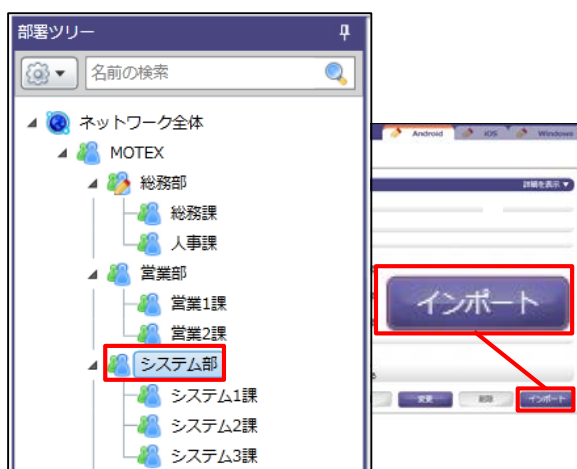 部署ツリー
名前の検索
ネットワーク全体
MOTEX
総務部
総務課
人事課
営業部
営業1課
営業2課
システム部
システム1課
システム2課
システム3課
Android iOS Windows
詳細を表示 ▼
インポート
変更 削除 インポート